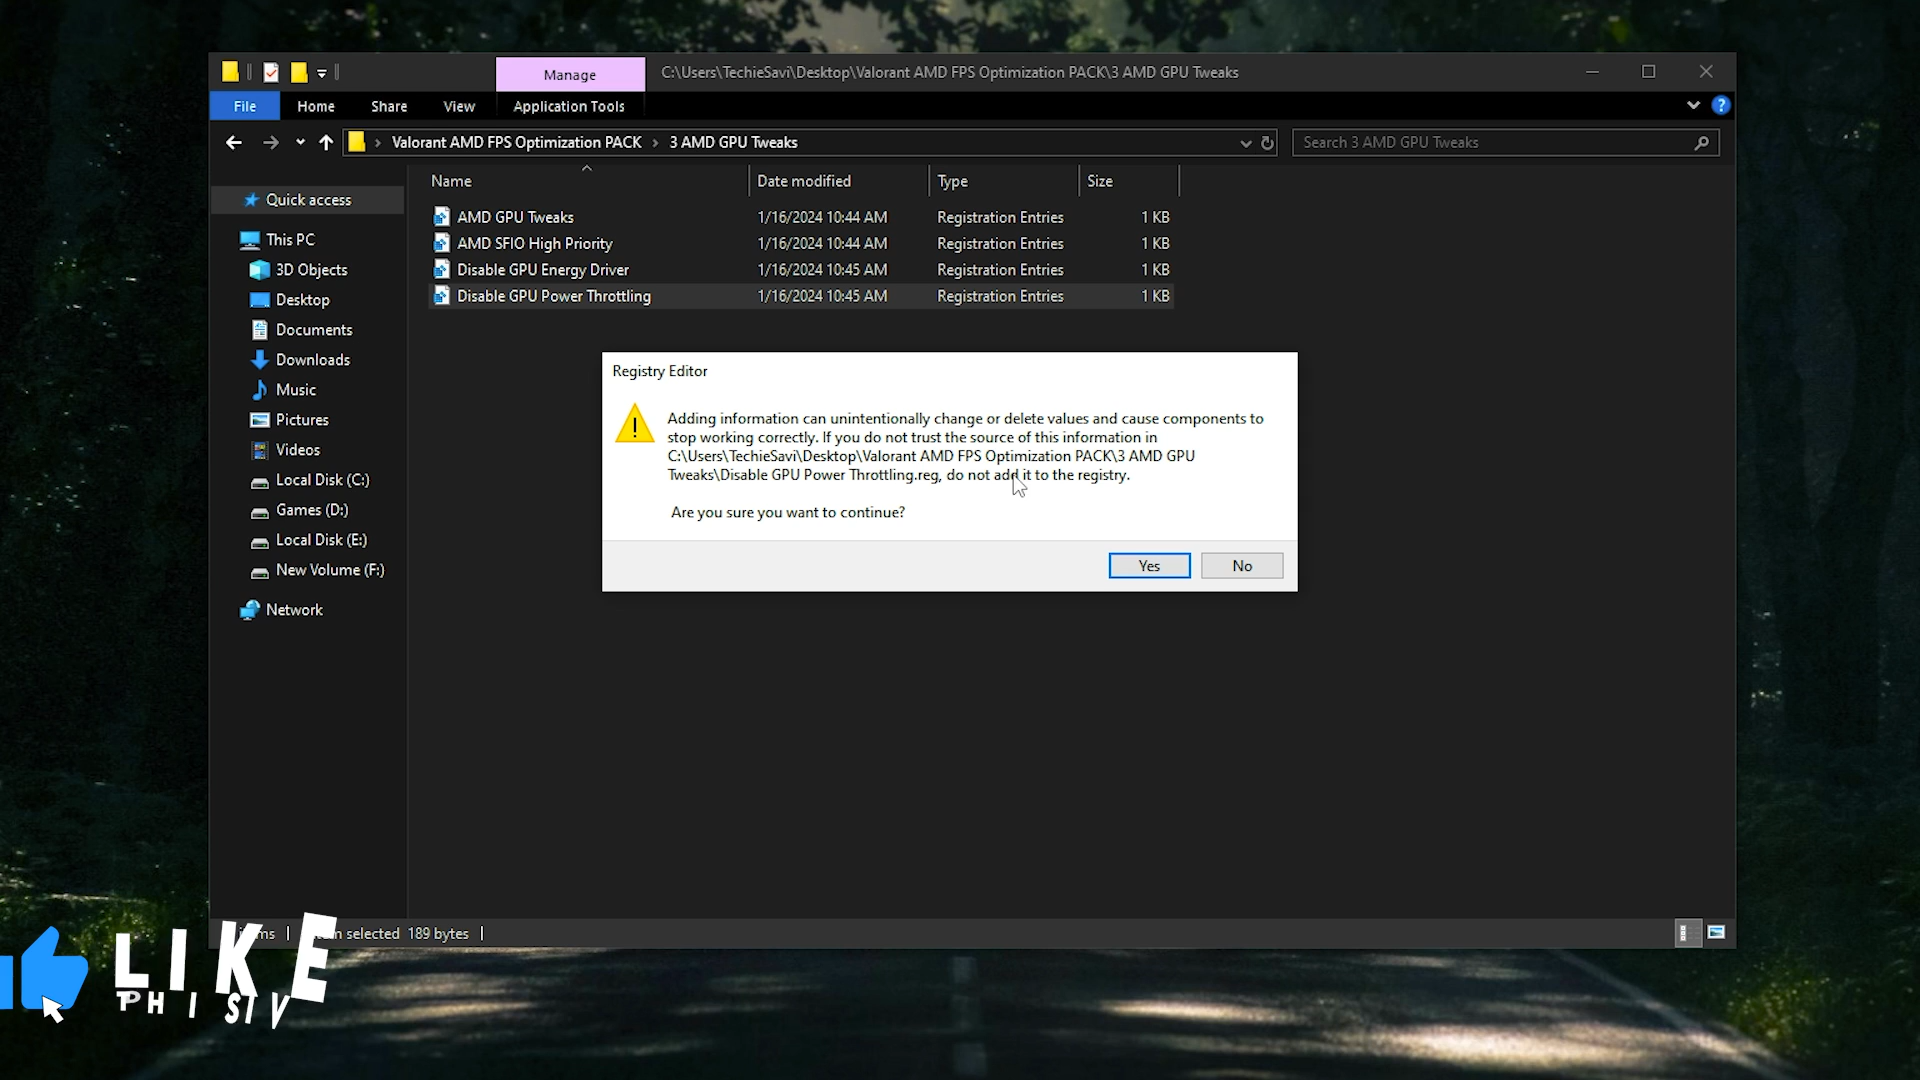 Manage
C:\Users\TechieSavi\Desktop\Valorant AMD FPS Optimization PACK\3 AMD GPU Tweaks
File
Home
Share
View
Application Tools
?
Valorant AMD FPS Optimization PACK
3 AMD GPU Tweaks
Search 3 AMD GPU Tweaks
Name
Date modified
Type
Size
Quick access
This PC
3D Objects
Desktop
Documents
Downloads
Music
Pictures
Videos
Local Disk (C:)
Games (D:)
Local Disk (E:)
New Volume (F:)
Network
AMD GPU Tweaks 1/16/2024 10:44 AM Registration Entries 1 KB
AMD SFIO High Priority 1/16/2024 10:44 AM Registration Entries 1 KB
Disable GPU Energy Driver 1/16/2024 10:45 AM Registration Entries 1 KB
Disable GPU Power Throttling 1/16/2024 10:45 AM Registration Entries 1 KB
Registry Editor
Adding information can unintentionally change or delete values and cause components to
stop working correctly. If you do not trust the source of this information in
C:\Users\TechieSavi\Desktop\Valorant AMD FPS Optimization PACK\3 AMD GPU
Tweaks\Disable GPU Power Throttling.reg, do not add it to the registry.
Are you sure you want to continue?
Yes
No
selected 189 bytes
LIKE